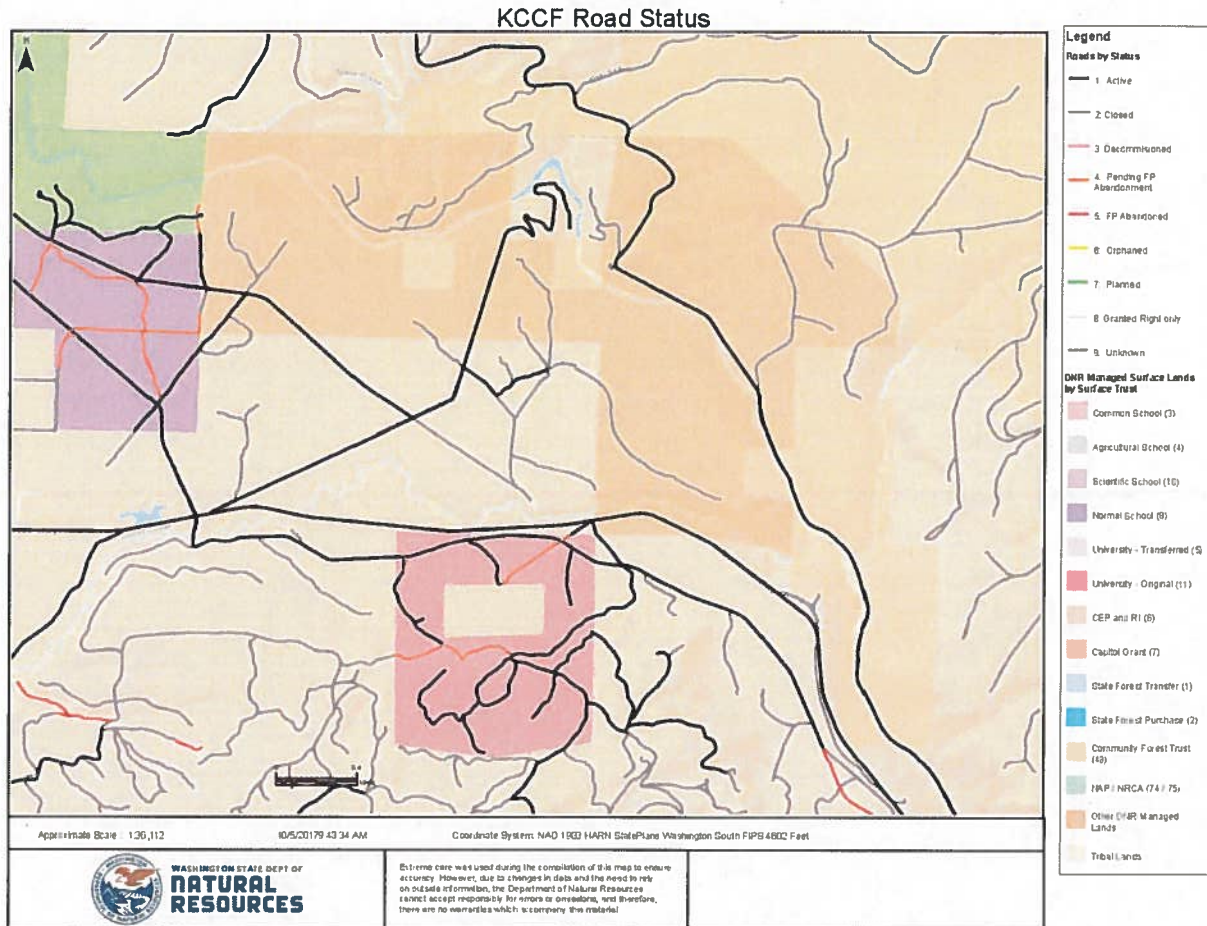 KCCF Road Status
N
Legend
Roads by Status
1. Active
2. Closed
3. Decommisioned
4. Pending FP
Abandonment
5. FP Abandoned
6. Orphaned
7. Planned
8. Granted Right only
9. Unknown
DNR Managed Surface Lands
by Surface Trust
Common School (3)
Agricultural School (4)
Scientific School (10)
Normal School (9)
University - Transferred (5)
University - Original (11)
CEP and RI (6)
Capitol Grant (7)
State Forest Transfer (1)
State Forest Purchase (2)
Community Forest Trust
(48)
NAP / NRCA (74 / 75)
Other DNR Managed
Lands
Tribal Lands
Approximate Scale : 1:36,112
10/5/2017 9:43:34 AM
Coordinate System: NAD 1983 HARN StatePlane Washington South FIPS 4602 Feet
WASHINGTON STATE DEPT OF
NATURAL
RESOURCES
Extreme care was used during the compilation of this map to ensure
accuracy. However, due to changes in data and the need to rely
on outside information, the Department of Natural Resources
cannot accept responsibility for errors or omissions, and therefore,
there are no warranties which accompany this material.